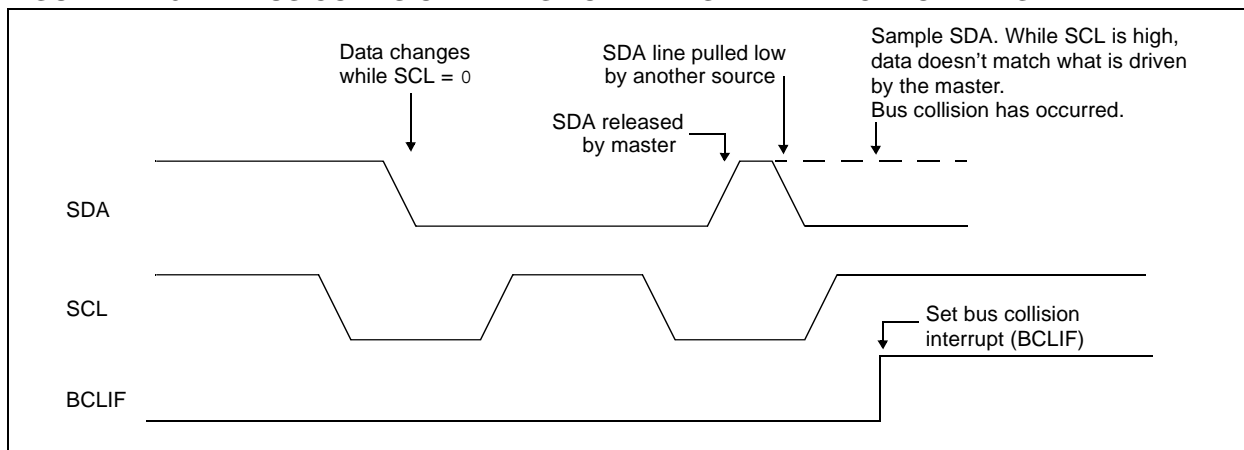 Data changes
while SCL = 0
SDA line pulled low
by another source
Sample SDA. While SCL is high,
data doesn't match what is driven
by the master.
Bus collision has occurred.
SDA released
by master
SDA
SCL
Set bus collision
interrupt (BCLIF)
BCLIF